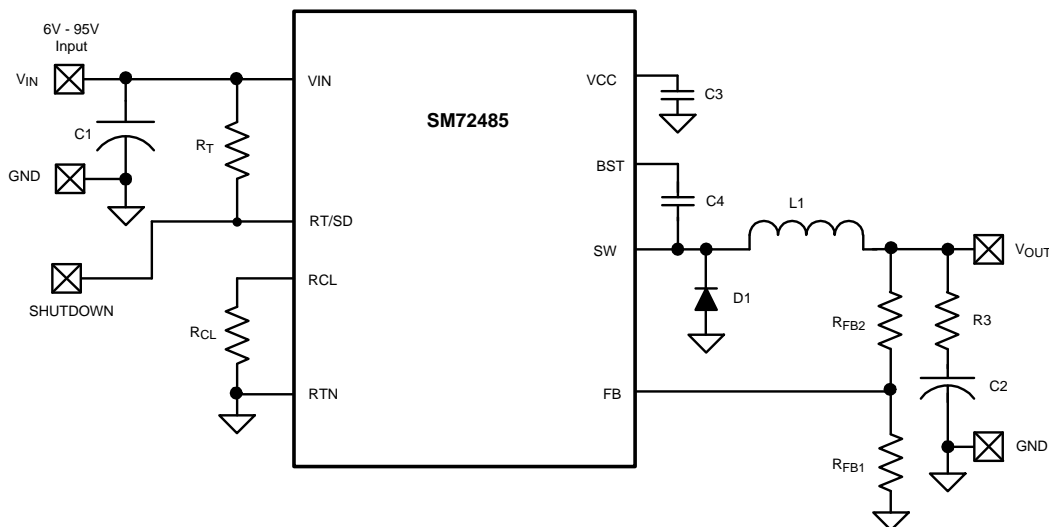 6V - 95V
Input
VIN
C1
GND
RT
SHUTDOWN
RCL
VIN
RT/SD
RCL
RTN
SM72485
VCC
BST
SW
FB
C3
C4
L1
D1
VOUT
RFB2
R3
C2
RFB1
GND